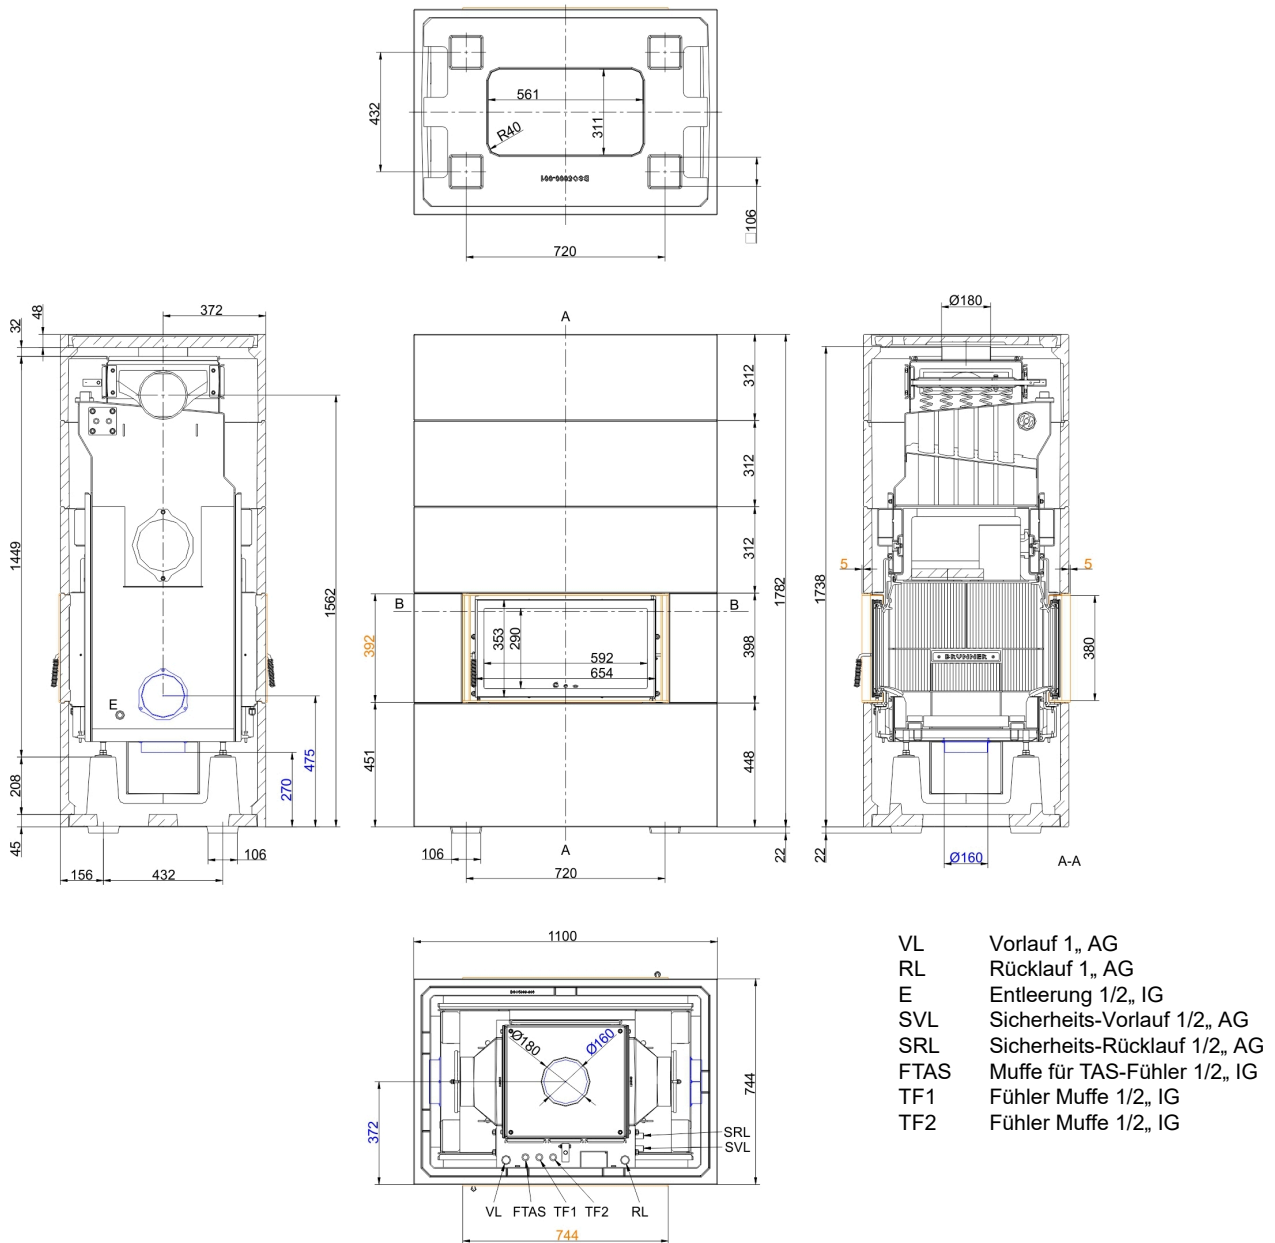 561
432
311
R40
DS05000-001
□106
720
372
48
32
1449
1562
E
475
270
208
45
106
156
432
A
312
312
312
1782
B
B
392
353
290
592
654
398
451
448
A
106
720
22
Ø180
5
5
1738
380
BRUNNER
22
Ø160
A-A
1100
Ø180
Ø160
744
372
SRL
SVL
VL FTAS TF1 TF2 RL
744
VL Vorlauf 1„ AG
RL Rücklauf 1„ AG
E Entleerung 1/2„ IG
SVL Sicherheits-Vorlauf 1/2„ AG
SRL Sicherheits-Rücklauf 1/2„ AG
FTAS Muffe für TAS-Fühler 1/2„ IG
TF1 Fühler Muffe 1/2„ IG
TF2 Fühler Muffe 1/2„ IG